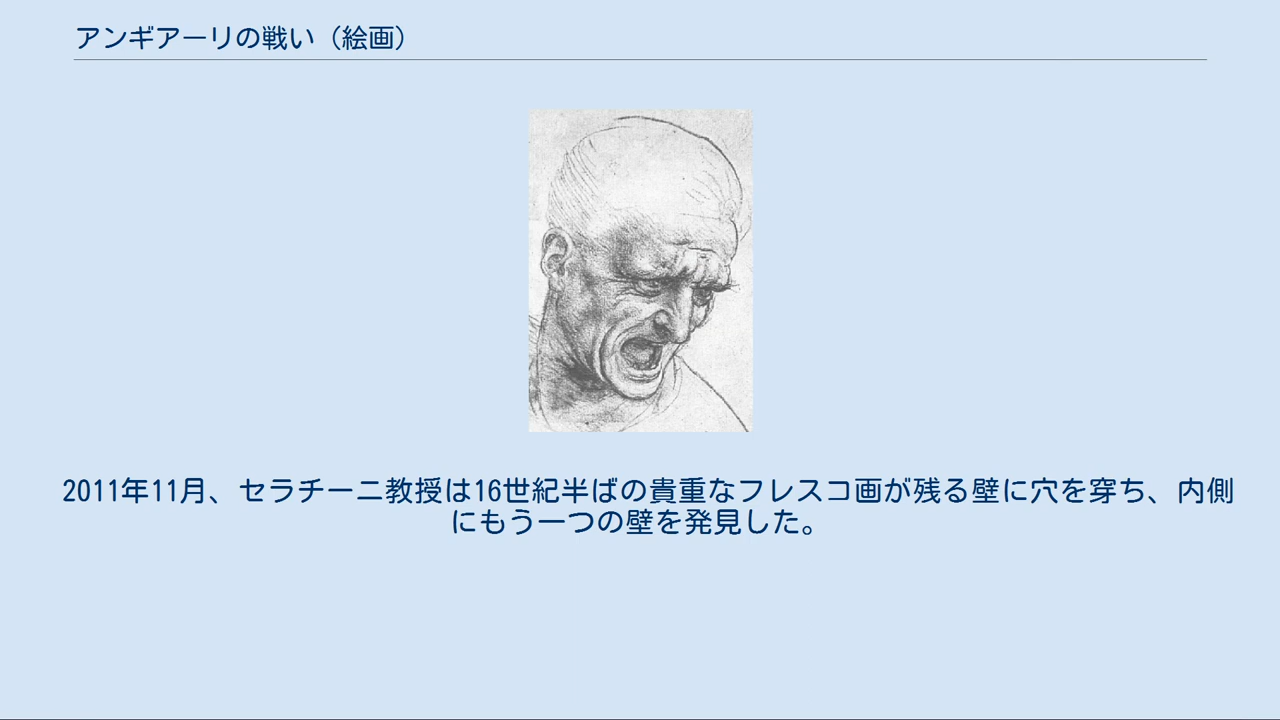 アンギアーリの戦い（絵画）
2011年11月、セラチーニ教授は16世紀半ばの貴重なフレスコ画が残る壁に穴を穿ち、内側
にもう一つの壁を発見した。